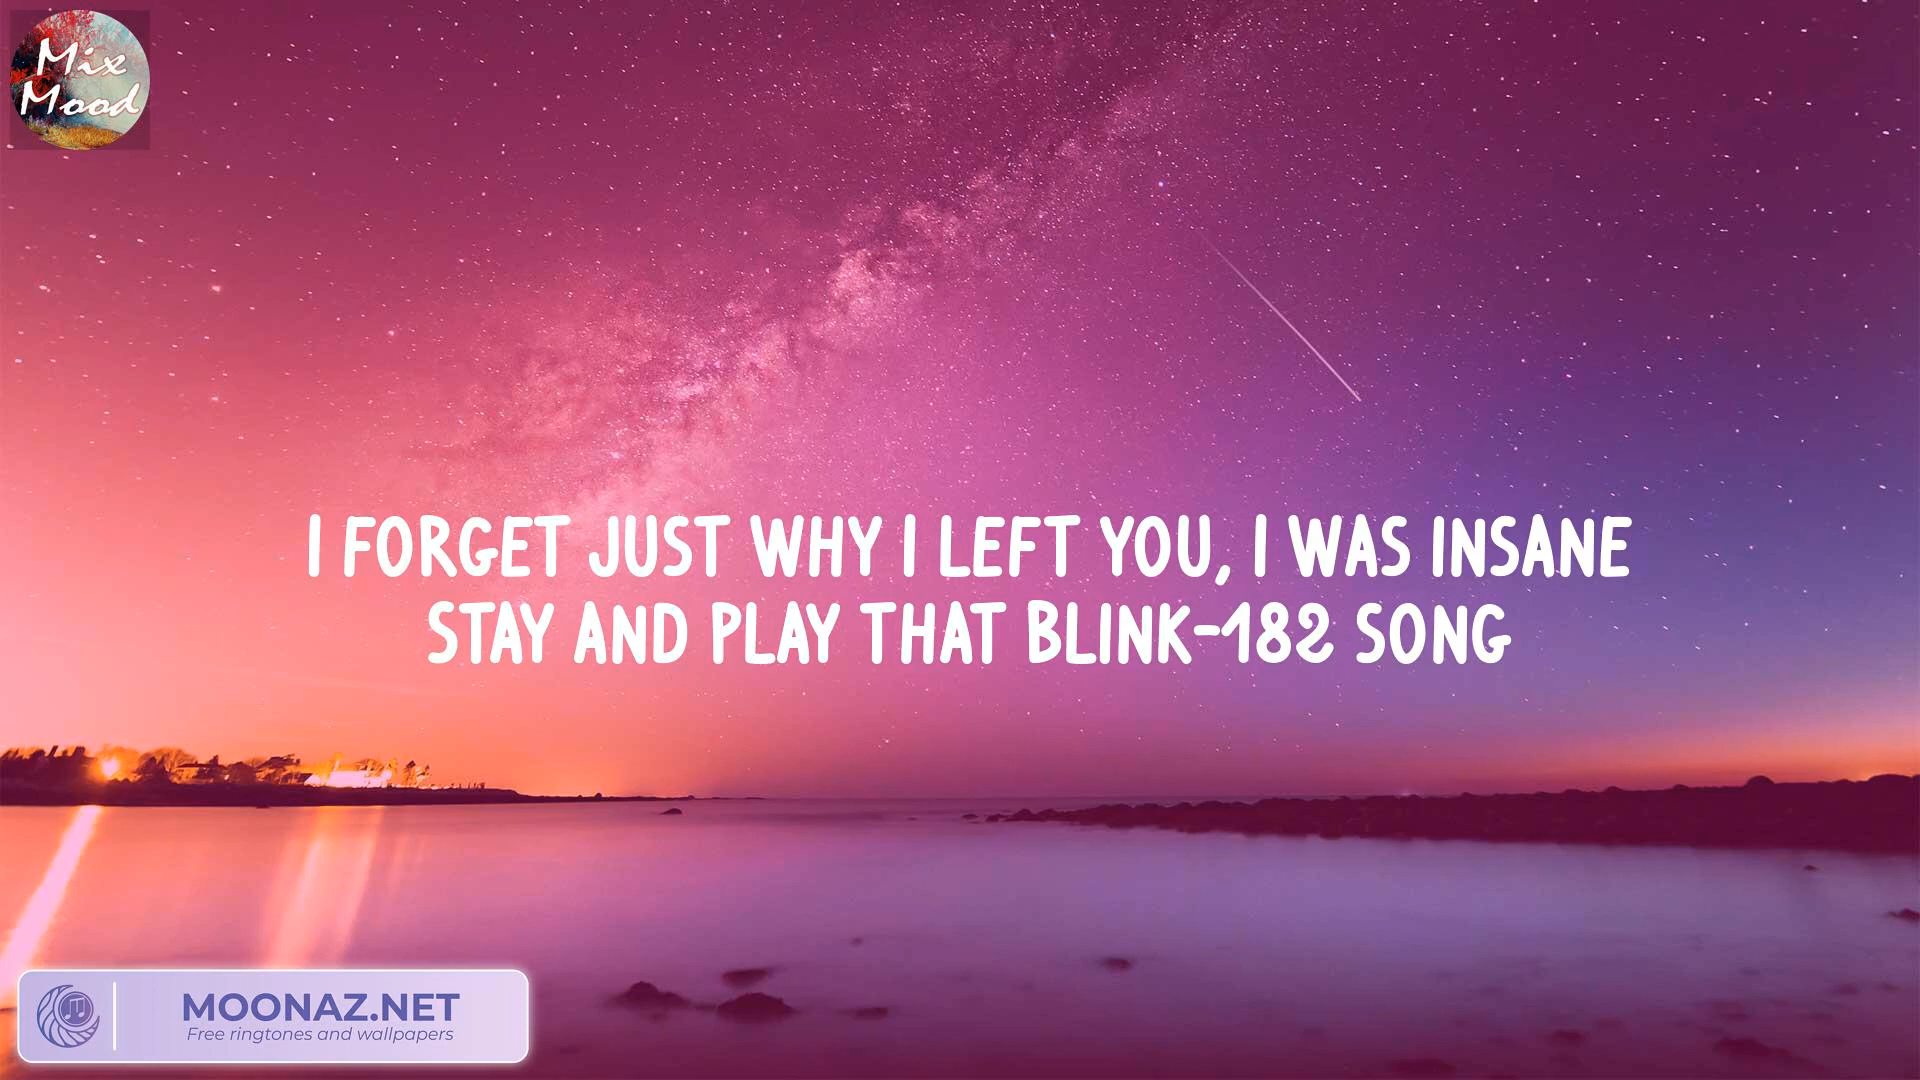 Mix
Mood
I FORGET JUST WHY I LEFT YOU, I WAS INSANE
STAY AND PLAY THAT BLINK-182 SONG
MOONAZ.NET
Free ringtones and wallpapers